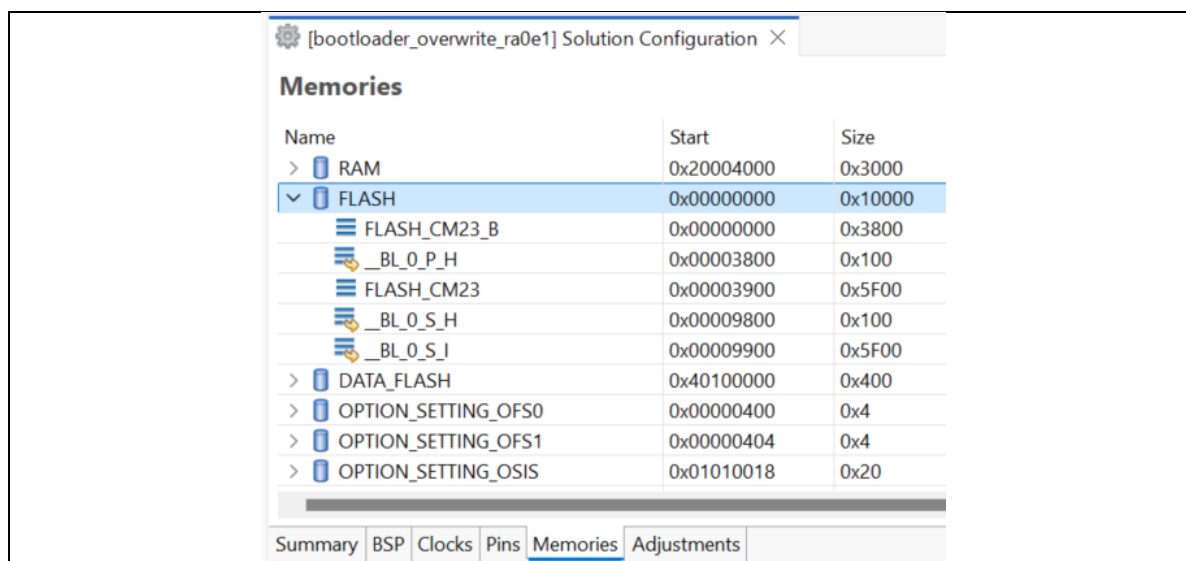 [bootloader_overwrite_ra0e1] Solution Configuration
Memories
Name Start Size
RAM 0x20004000 0x3000
FLASH 0x00000000 0x10000
FLASH_CM23_B 0x00000000 0x3800
__BL_0_P_H 0x00003800 0x100
FLASH_CM23 0x00003900 0x5F00
__BL_0_S_H 0x00009800 0x100
__BL_0_S_I 0x00009900 0x5F00
DATA_FLASH 0x40100000 0x400
OPTION_SETTING_OFS0 0x00000400 0x4
OPTION_SETTING_OFS1 0x00000404 0x4
OPTION_SETTING_OSIS 0x01010018 0x20
Summary BSP Clocks Pins Memories Adjustments